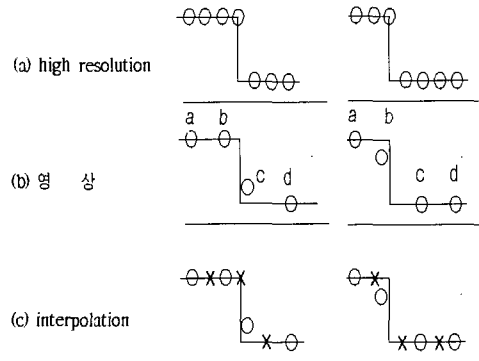 (a) high resolution
a b a b
(b) 영 상
c d c d
(c) interpolation